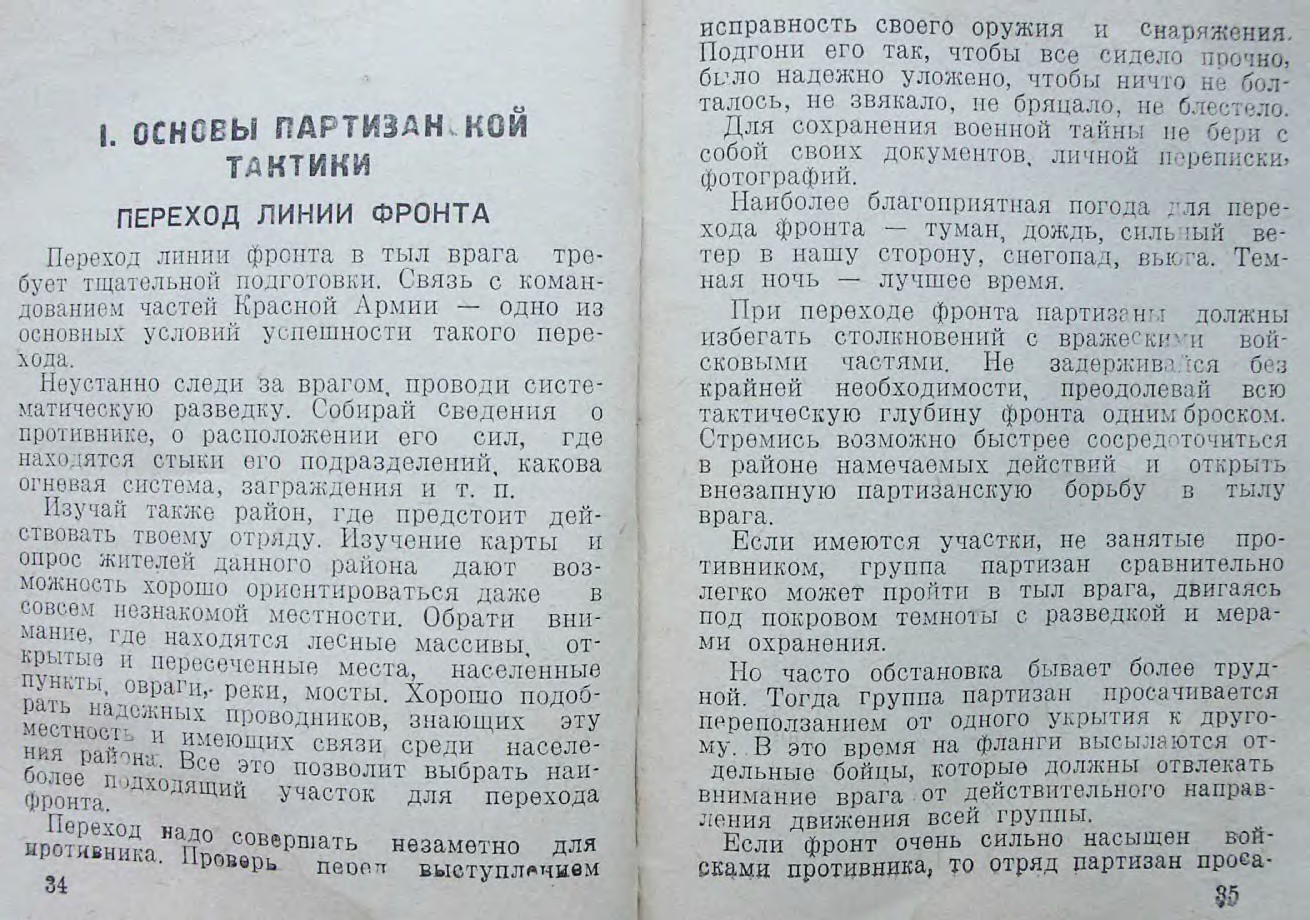 I. ОСНОВЫ ПАРТИЗАН КОЙ
ТАКТИКИ
ПЕРЕХОД ЛИНИИ ФРОНТА
Переход линии фронта в тыл врага тре-
бует тщательной подготовки. Связь с коман-
дованием частей Красной Армии — одно из
основных условий успешности такого пере-
хода.
Неустанно следи за врагом, проводи систе-
матическую разведку. Собирай сведения о
противнике, о расположении его сил, где
находятся стыки его подразделений, какова
огневая система, заграждения и т. п.
Изучай также район, где предстоит дей-
ствовать твоему отряду. Изучение карты и
опрос жителей данного района дают воз-
можность хорошо ориентироваться даже в
совсем незнакомой местности. Обрати вни-
мание, где находятся лесные массивы, от-
крытые и пересеченные места, населенные
пункты, овраги, реки, мосты. Хорошо подоб-
рать надежных проводников, знающих эту
местность и имеющих связи среди населе-
ния района. Все это позволит выбрать наи-
более подходящий участок для перехода
фронта.
Переход надо совершать незаметно для
противника. Проверь перед выступлением
34
исправность своего оружия и снаряжения.
Подгони его так, чтобы все сидело прочно,
было надежно уложено, чтобы ничто не бол-
талось, не звякало, не бряцало, не блестело.
Для сохранения военной тайны не бери с
собой своих документов, личной переписки,
фотографий.
Наиболее благоприятная погода для пере-
хода фронта — туман, дождь, сильный ве-
тер в нашу сторону, снегопад, вьюга. Тем-
ная ночь — лучшее время.
При переходе фронта партизаны должны
избегать столкновений с вражескими вой-
сковыми частями. Не задерживайся без
крайней необходимости, преодолевай всю
тактическую глубину фронта одним броском.
Стремись возможно быстрее сосредоточиться
в районе намечаемых действий и открыть
внезапную партизанскую борьбу в тылу
врага.
Если имеются участки, не занятые про-
тивником, группа партизан сравнительно
легко может пройти в тыл врага, двигаясь
под покровом темноты с разведкой и мера-
ми охранения.
Но часто обстановка бывает более труд-
ной. Тогда группа партизан просачивается
переползанием от одного укрытия к друго-
му. В это время на фланги высылаются от-
дельные бойцы, которые должны отвлекать
внимание врага от действительного направ-
ления движения всей группы.
Если фронт очень сильно насыщен вой-
сками противника, то отряд партизан проса-
35